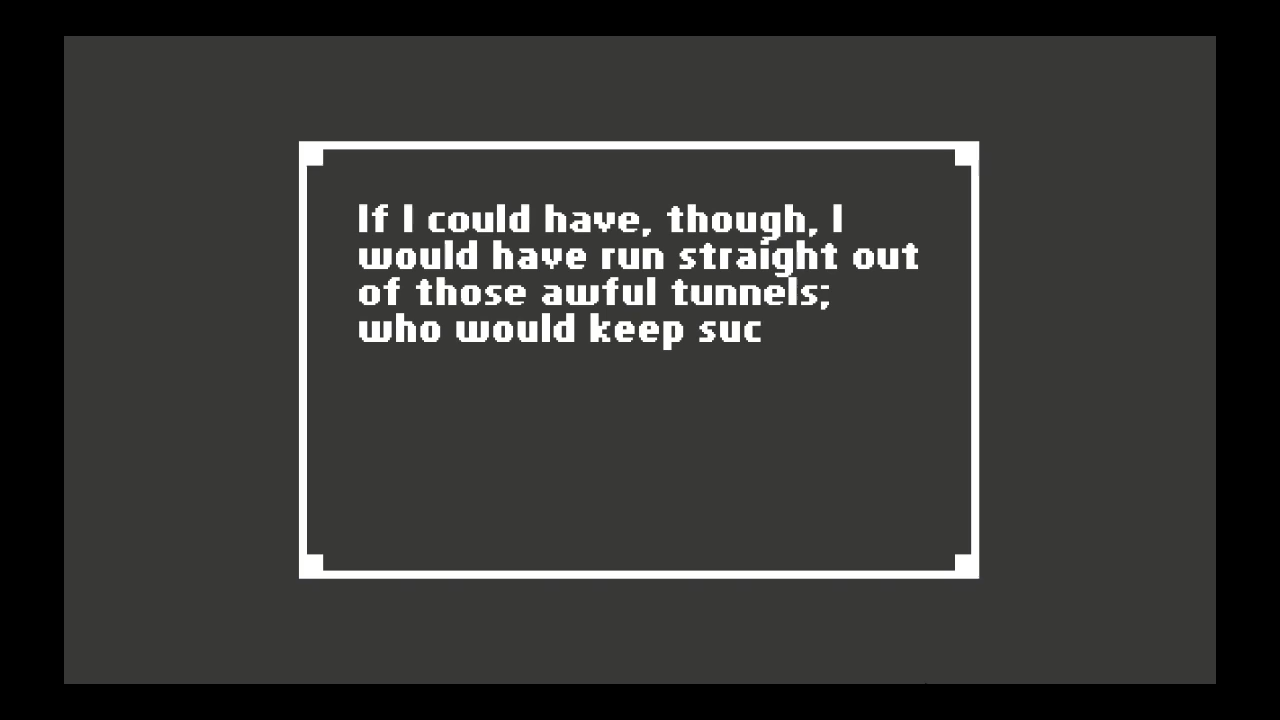 If I could have, though, I
would have run straight out
of those awful tunnels;
who would keep suc